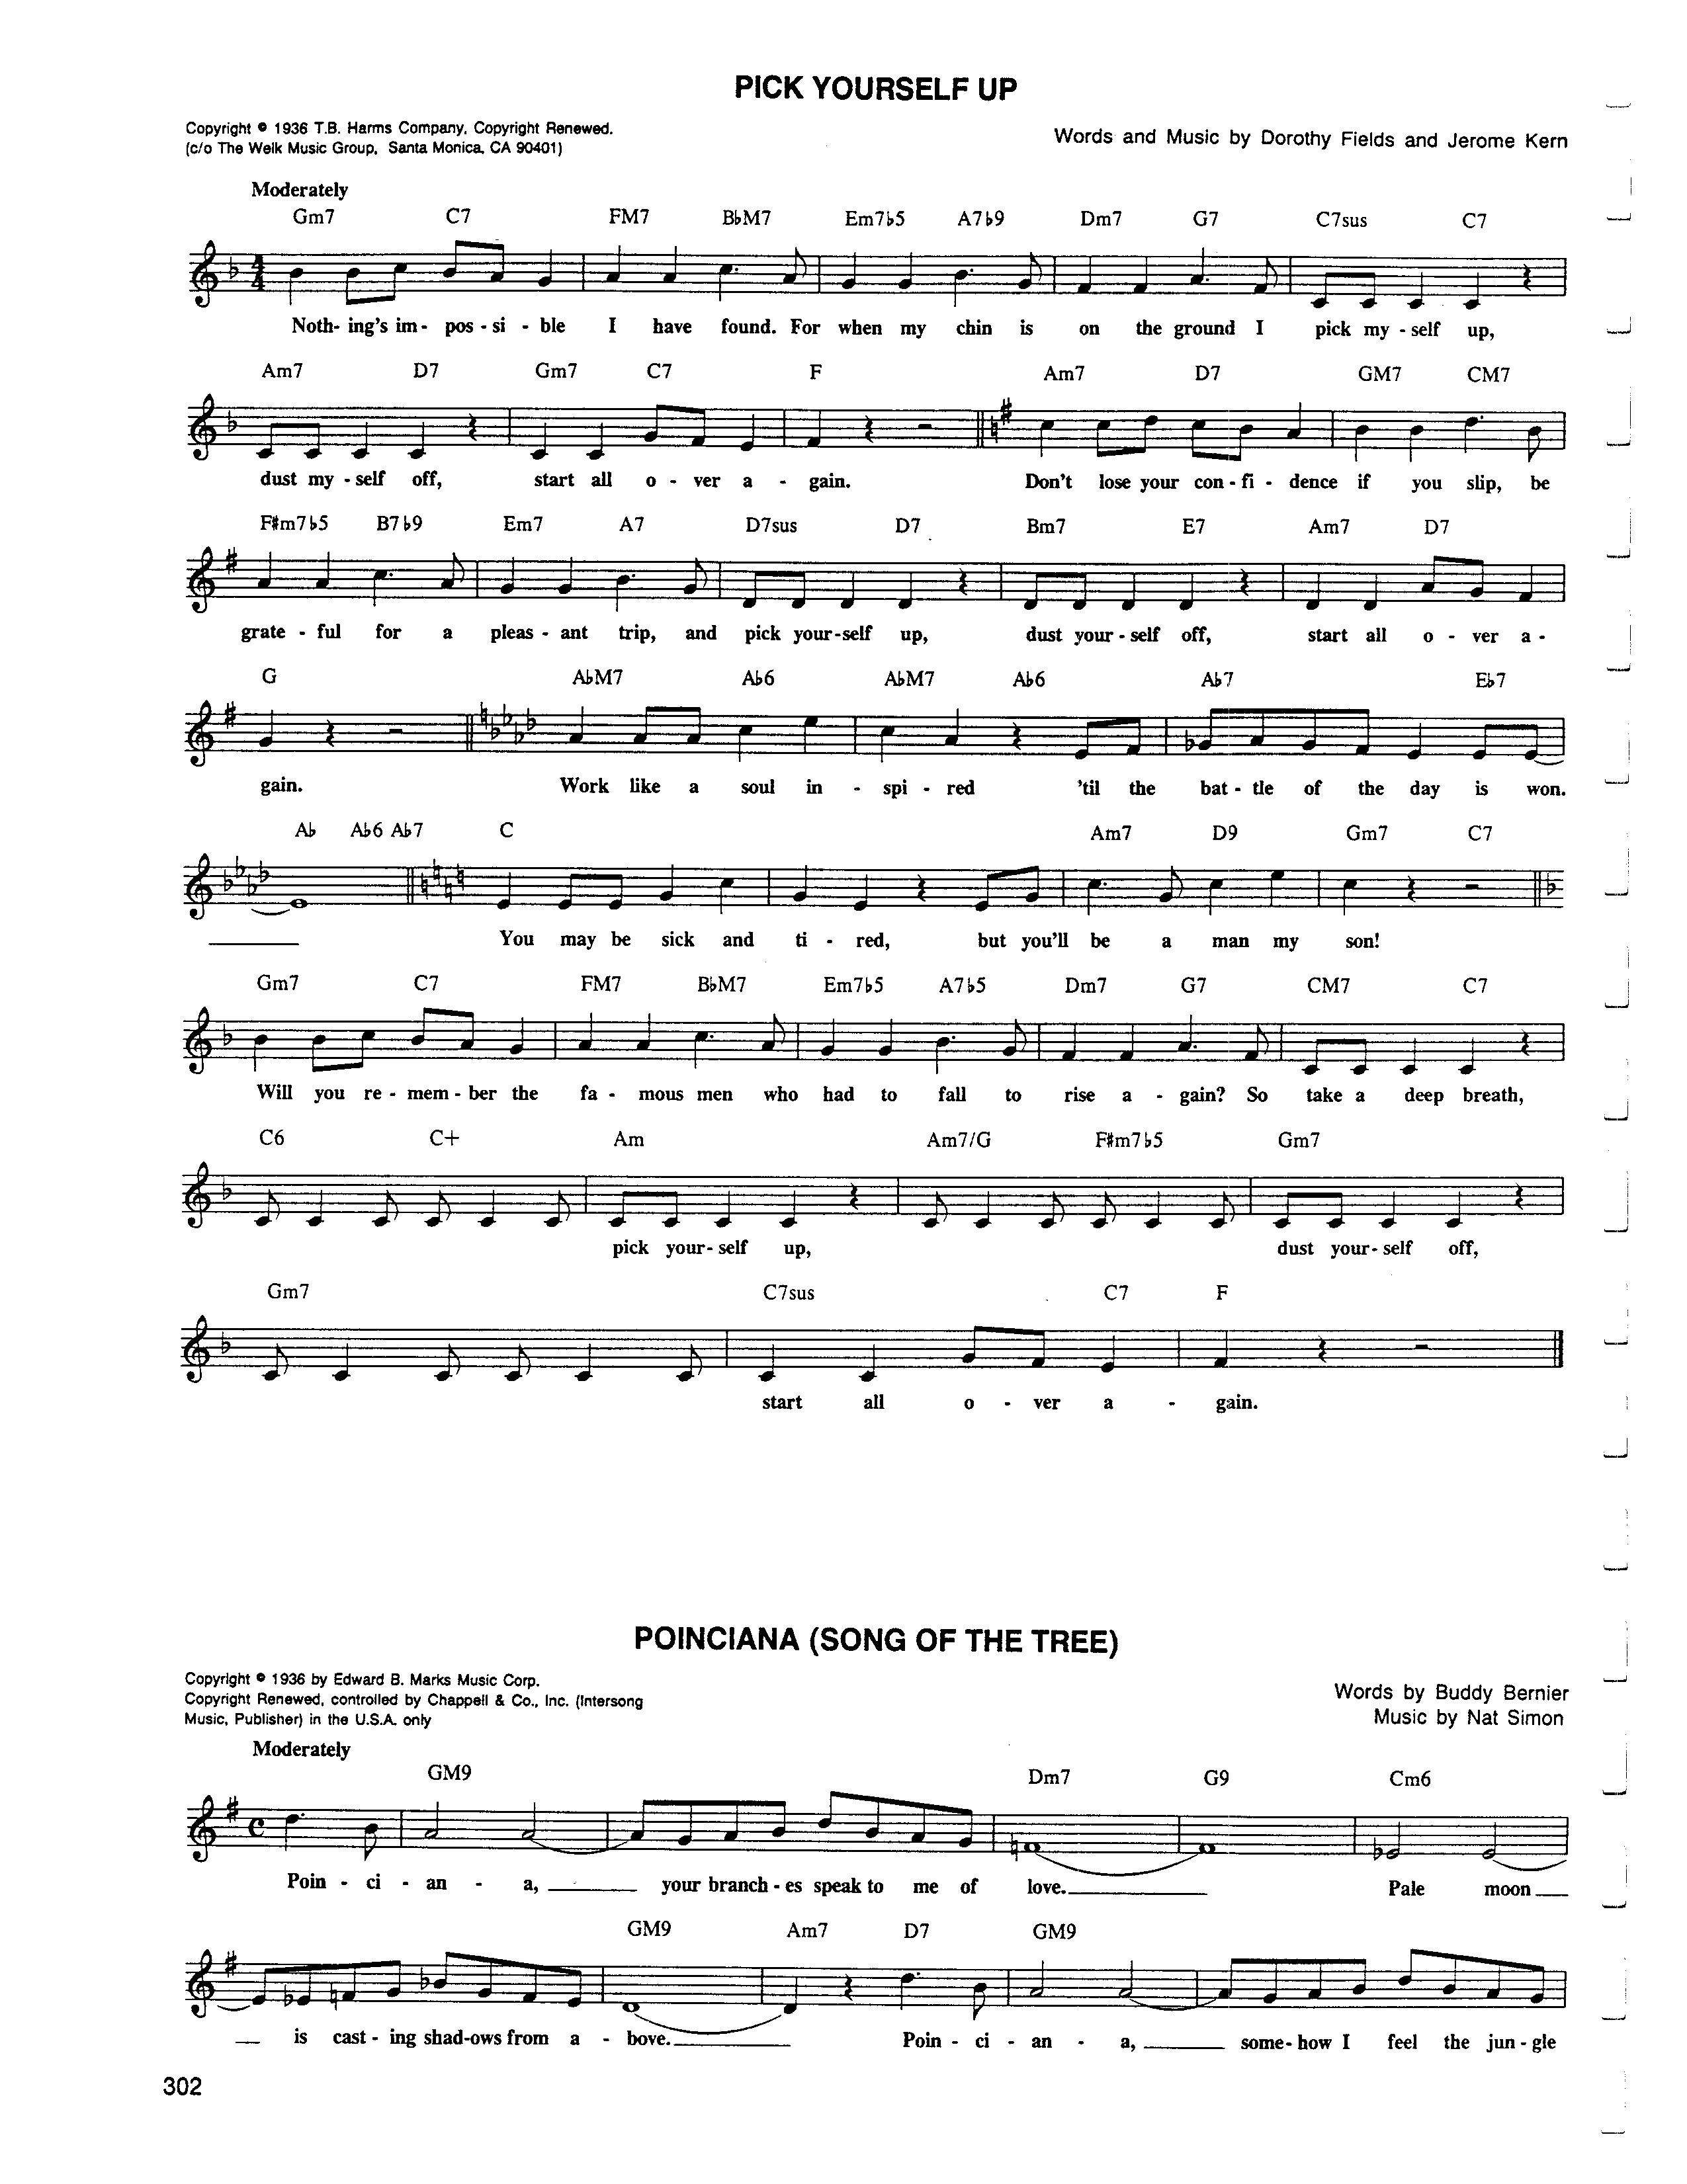 PICK YOURSELF UP
Copyright © 1936 T.B. Harms Company, Copyright Renewed.
(c/o The Welk Music Group, Santa Monica, CA 90401)
Words and Music by Dorothy Fields and Jerome Kern
Moderately
Gm7 C7 FM7 B♭M7 Em7♭5 A7♭9 Dm7 G7 C7sus C7
4
4
Noth- ing's im - pos - si - ble I have found. For when my chin is on the ground I pick my - self up,
Am7 D7 Gm7 C7 F Am7 D7 GM7 CM7
dust my - self off, start all o - ver a - gain. Don't lose your con - fi - dence if you slip, be
F#m7♭5 B7♭9 Em7 A7 D7sus D7 Bm7 E7 Am7 D7
grate - ful for a pleas - ant trip, and pick your-self up, dust your - self off, start all o - ver a -
G A♭M7 A♭6 A♭M7 A♭6 A♭7 E♭7
gain. Work like a soul in - spi - red 'til the bat - tle of the day is won.
A♭ A♭6 A♭7 C Am7 D9 Gm7 C7
You may be sick and ti - red, but you'll be a man my son!
Gm7 C7 FM7 B♭M7 Em7♭5 A7♭5 Dm7 G7 CM7 C7
Will you re - mem - ber the fa - mous men who had to fall to rise a - gain? So take a deep breath,
C6 C+ Am Am7/G F#m7♭5 Gm7
pick your- self up, dust your- self off,
Gm7 C7sus C7 F
start all o - ver a - gain.
POINCIANA (SONG OF THE TREE)
Copyright © 1936 by Edward B. Marks Music Corp.
Copyright Renewed, controlled by Chappell & Co., Inc. (Intersong
Music, Publisher) in the U.S.A. only
Words by Buddy Bernier
Music by Nat Simon
Moderately
GM9 Dm7 G9 Cm6
Poin - ci - an - a, your branch - es speak to me of love. Pale moon
GM9 Am7 D7 GM9
is cast - ing shad-ows from a - bove. Poin - ci - an - a, some- how I feel the jun - gle
302